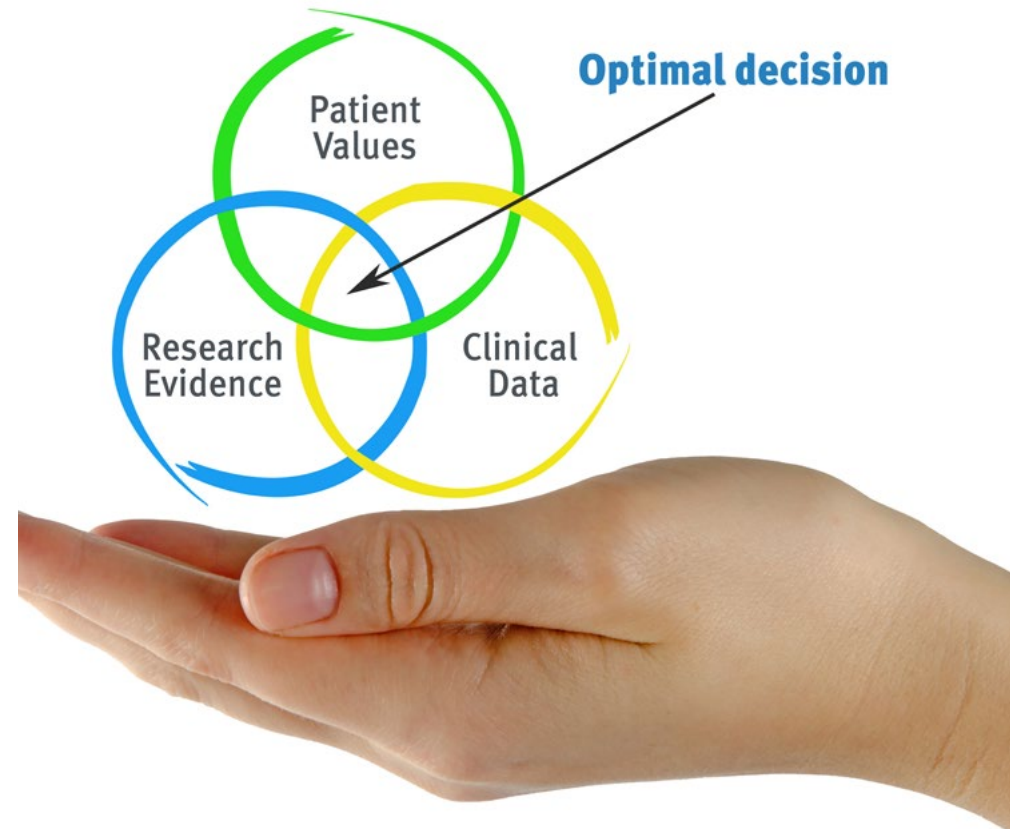 Optimal decision
Patient
Values
Research
Evidence
Clinical
Data